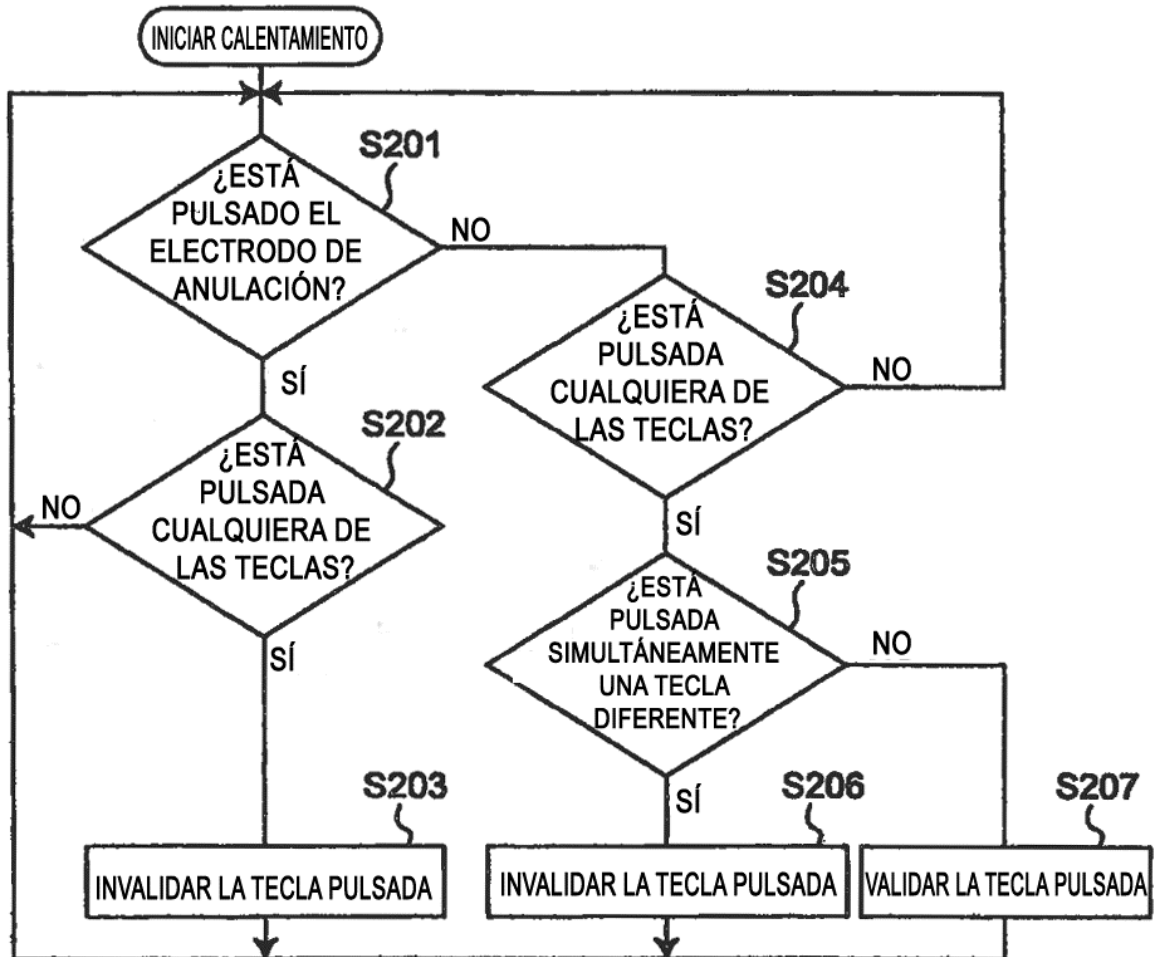 INICIAR CALENTAMIENTO
S201
¿ESTÁ
PULSADO EL
ELECTRODO DE
ANULACIÓN?
NO
SÍ
S204
¿ESTÁ
PULSADA
CUALQUIERA DE
LAS TECLAS?
NO
SÍ
S202
¿ESTÁ
PULSADA
CUALQUIERA DE
LAS TECLAS?
NO
SÍ
S205
¿ESTÁ
PULSADA
SIMULTÁNEAMENTE
UNA TECLA
DIFERENTE?
NO
SÍ
S203
INVALIDAR LA TECLA PULSADA
S206
INVALIDAR LA TECLA PULSADA
S207
VALIDAR LA TECLA PULSADA